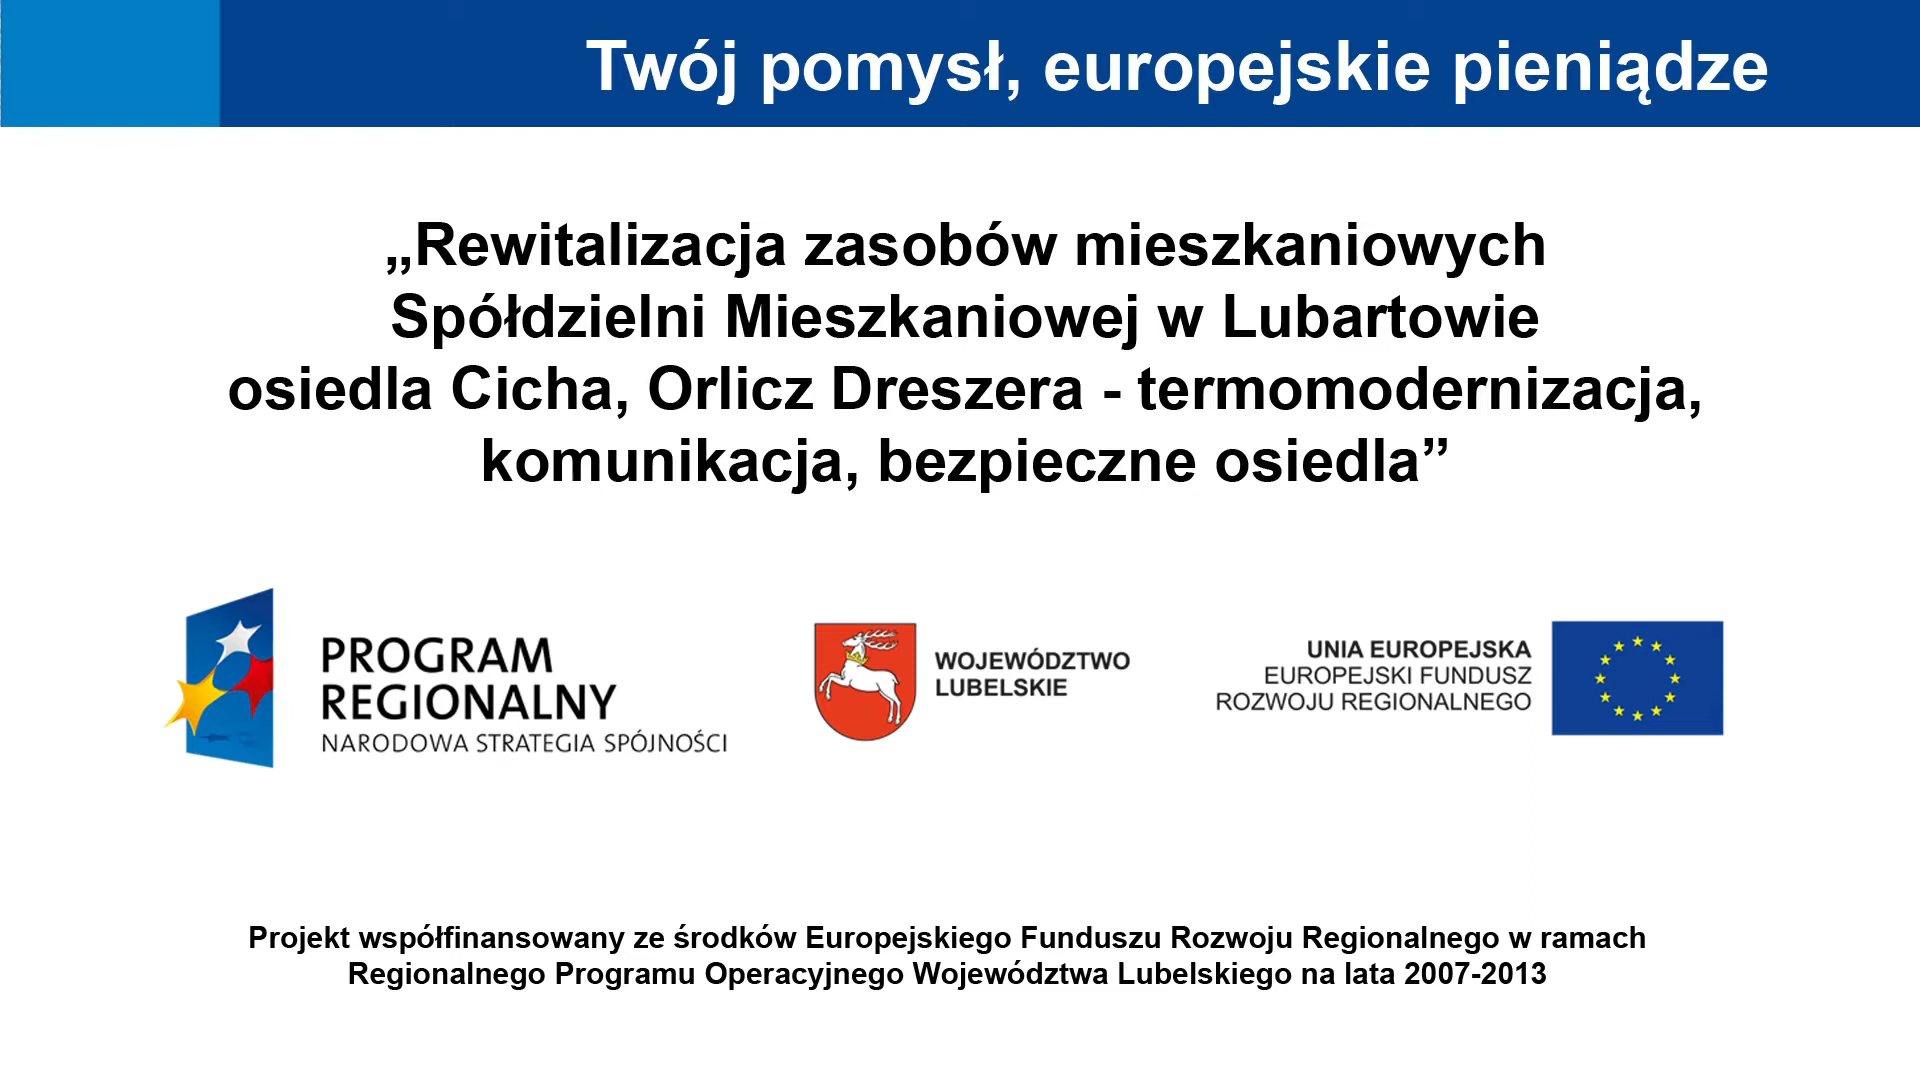 Twój pomysł, europejskie pieniądze
„Rewitalizacja zasobów mieszkaniowych
Spółdzielni Mieszkaniowej w Lubartowie
osiedla Cicha, Orlicz Dreszera - termomodernizacja,
komunikacja, bezpieczne osiedla”
PROGRAM
REGIONALNY
NARODOWA STRATEGIA SPÓJNOŚCI
WOJEWÓDZTWO
LUBELSKIE
UNIA EUROPEJSKA
EUROPEJSKI FUNDUSZ
ROZWOJU REGIONALNEGO
Projekt współfinansowany ze środków Europejskiego Funduszu Rozwoju Regionalnego w ramach
Regionalnego Programu Operacyjnego Województwa Lubelskiego na lata 2007-2013